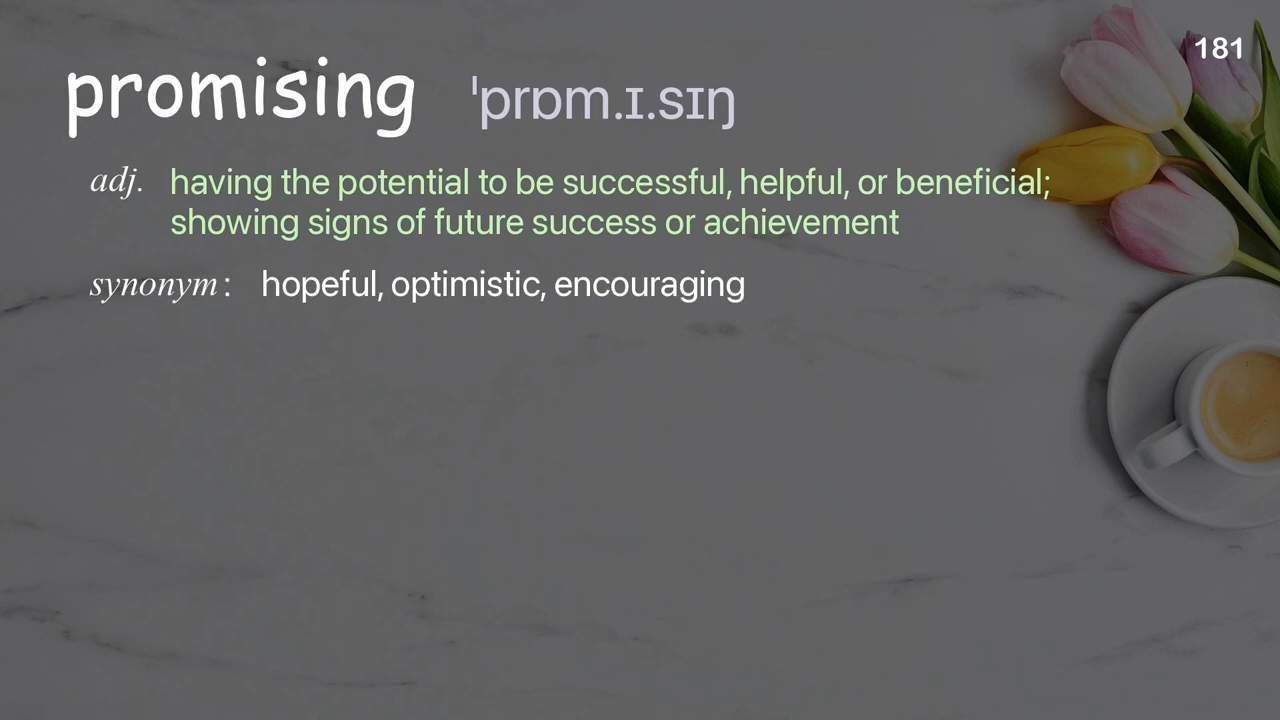 181
promising ˈprɒm.ɪ.sɪŋ
adj. having the potential to be successful, helpful, or beneficial;
showing signs of future success or achievement
synonym : hopeful, optimistic, encouraging